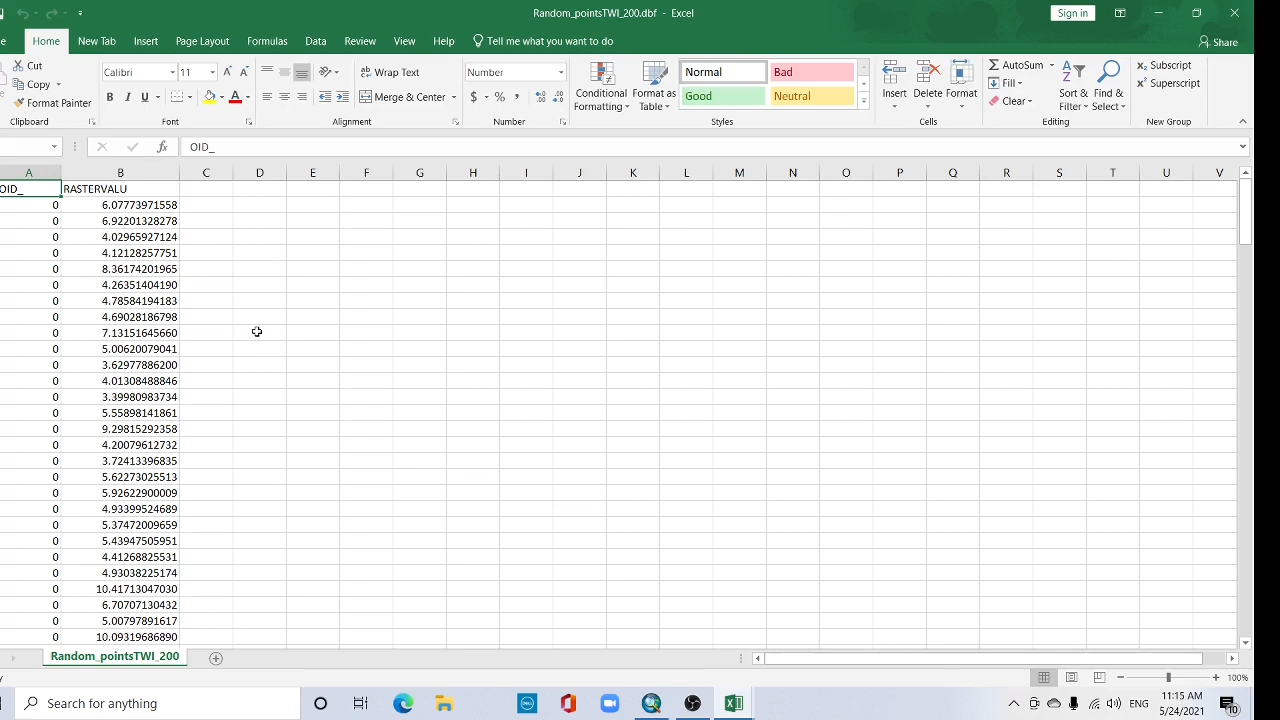 Random_pointsTWI_200.dbf - Excel
Sign in
Home New Tab Insert Page Layout Formulas Data Review View Help Tell me what you want to do Share
Cut
Copy
Format Painter
Clipboard
Calibri 11
B I U A
Font
Wrap Text
Merge & Center
Alignment
Number
$ % ,
Number
Conditional Formatting
Format as Table
Normal Bad
Good Neutral
Styles
Insert Delete Format
Cells
AutoSum
Fill
Clear
Sort & Filter
Find & Select
Editing
Subscript
Superscript
New Group
fx OID_
A B C D E F G H I J K L M N O P Q R S T U V
OID_ RASTERVALU
0 6.07773971558
0 6.92201328278
0 4.02965927124
0 4.12128257751
0 8.36174201965
0 4.26351404190
0 4.78584194183
0 4.69028186798
0 7.13151645660
0 5.00620079041
0 3.62977886200
0 4.01308488846
0 3.39980983734
0 5.55898141861
0 9.29815292358
0 4.20079612732
0 3.72413396835
0 5.62273025513
0 5.92622900009
0 4.93399524689
0 5.37472009659
0 5.43947505951
0 4.41268825531
0 4.93038225174
0 10.41713047030
0 6.70707130432
0 5.00797891617
0 10.09319686890
Random_pointsTWI_200
100%
Search for anything
DELL
ENG
11:15 AM
5/24/2021
10